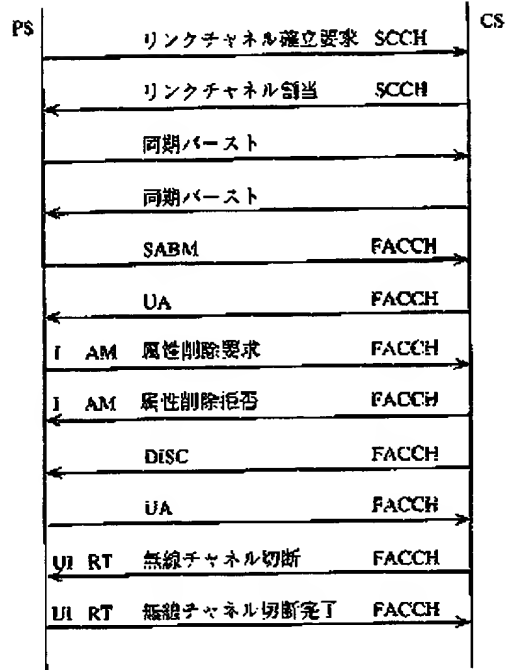 PS CS
リンクチャネル確立要求 SCCH
リンクチャネル割当 SCCH
同期バースト
同期バースト
SABM FACCH
UA FACCH
I AM 属性削除要求 FACCH
I AM 属性削除拒否 FACCH
DISC FACCH
UA FACCH
UI RT 無線チャネル切断 FACCH
UI RT 無線チャネル切断完了 FACCH